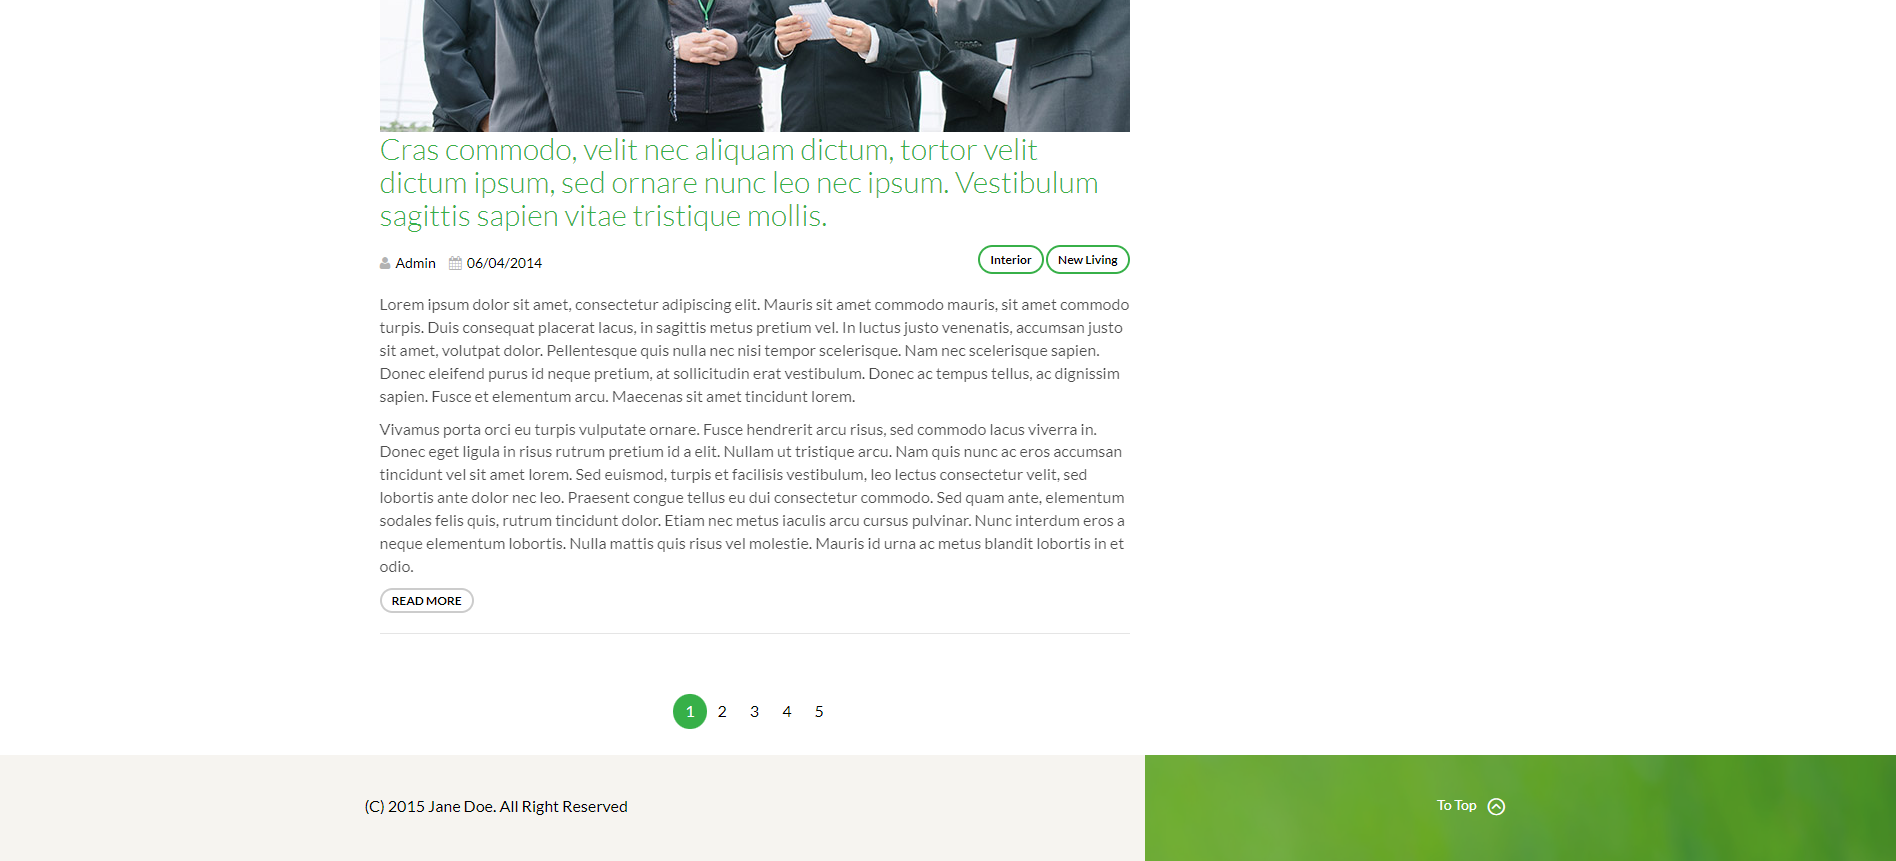 Cras commodo, velit nec aliquam dictum, tortor velit
dictum ipsum, sed ornare nunc leo nec ipsum. Vestibulum
sagittis sapien vitae tristique mollis.
Admin 06/04/2014 Interior New Living
Lorem ipsum dolor sit amet, consectetur adipiscing elit. Mauris sit amet commodo mauris, sit amet commodo
turpis. Duis consequat placerat lacus, in sagittis metus pretium vel. In luctus justo venenatis, accumsan justo
sit amet, volutpat dolor. Pellentesque quis nulla nec nisi tempor scelerisque. Nam nec scelerisque sapien.
Donec eleifend purus id neque pretium, at sollicitudin erat vestibulum. Donec ac tempus tellus, ac dignissim
sapien. Fusce et elementum arcu. Maecenas sit amet tincidunt lorem.
Vivamus porta orci eu turpis vulputate ornare. Fusce hendrerit arcu risus, sed commodo lacus viverra in.
Donec eget ligula in risus rutrum pretium id a elit. Nullam ut tristique arcu. Nam quis nunc ac eros accumsan
tincidunt vel sit amet lorem. Sed euismod, turpis et facilisis vestibulum, leo lectus consectetur velit, sed
lobortis ante dolor nec leo. Praesent congue tellus eu dui consectetur commodo. Sed quam ante, elementum
sodales felis quis, rutrum tincidunt dolor. Etiam nec metus iaculis arcu cursus pulvinar. Nunc interdum eros a
neque elementum lobortis. Nulla mattis quis risus vel molestie. Mauris id urna ac metus blandit lobortis in et
odio.
READ MORE
1 2 3 4 5
(C) 2015 Jane Doe. All Right Reserved
To Top